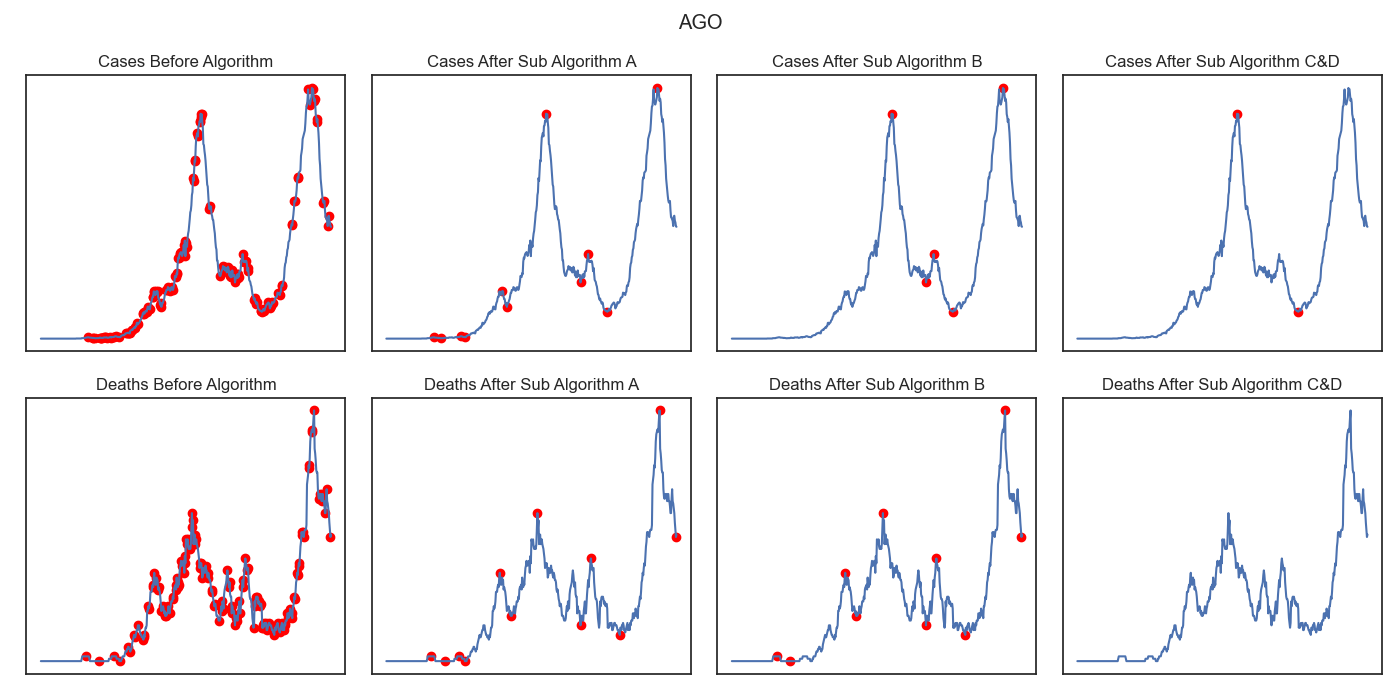 AGO
Cases Before Algorithm
Cases After Sub Algorithm A
Cases After Sub Algorithm B
Cases After Sub Algorithm C&D
Deaths Before Algorithm
Deaths After Sub Algorithm A
Deaths After Sub Algorithm B
Deaths After Sub Algorithm C&D